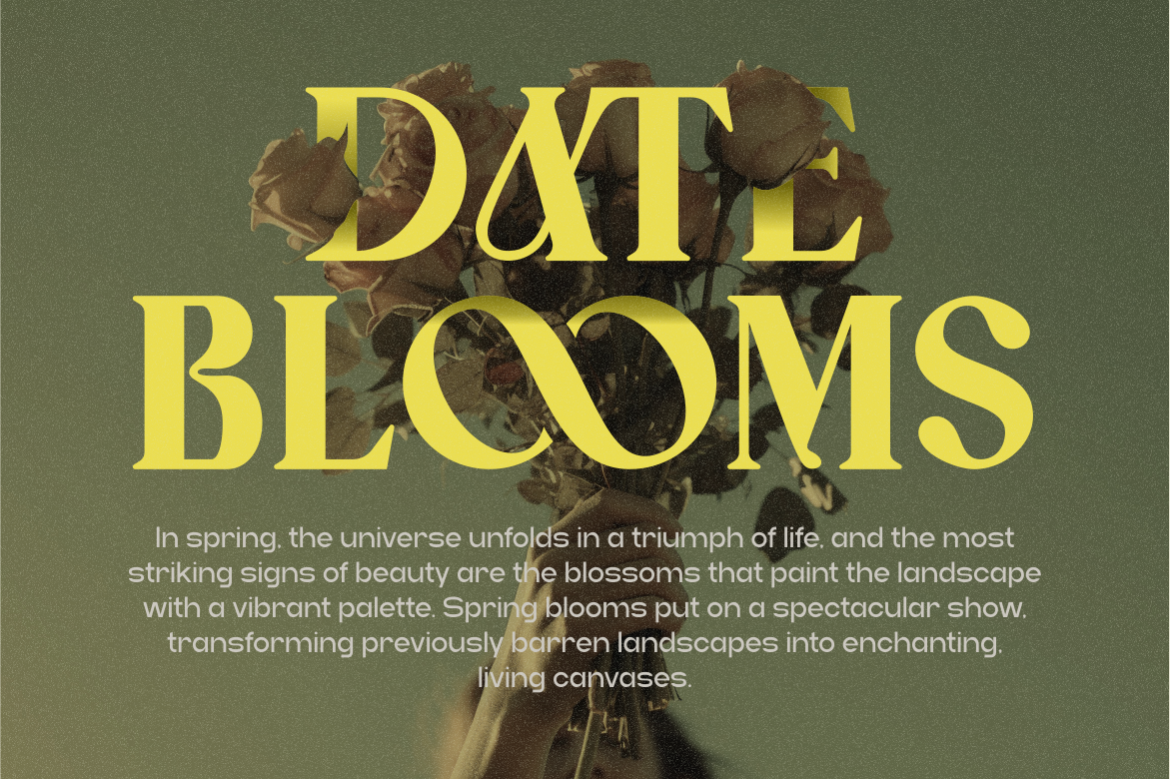 DATE
BLOOMS
In spring, the universe unfolds in a triumph of life, and the most
striking signs of beauty are the blossoms that paint the landscape
with a vibrant palette. Spring blooms put on a spectacular show,
transforming previously barren landscapes into enchanting,
living canvases.